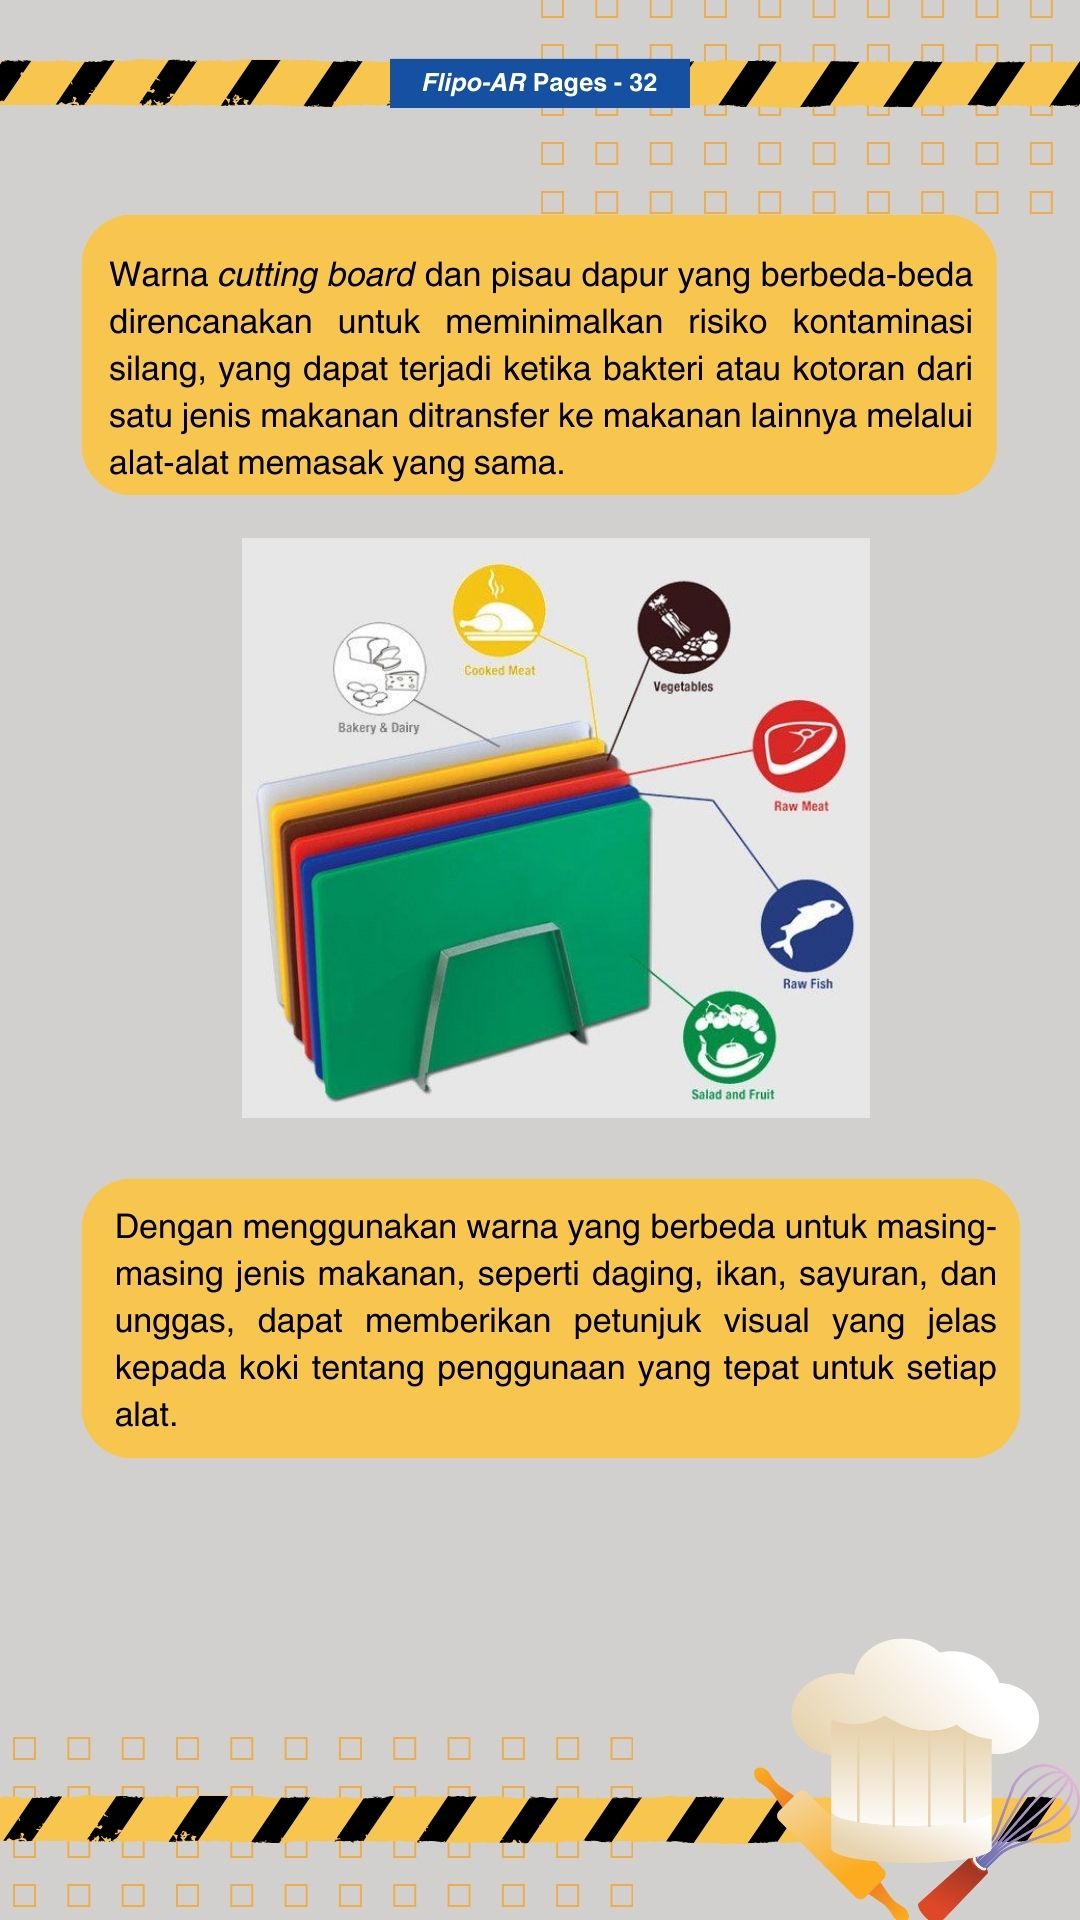 Flipo-AR Pages - 32
Warna cutting board dan pisau dapur yang berbeda-beda
direncanakan untuk meminimalkan risiko kontaminasi
silang, yang dapat terjadi ketika bakteri atau kotoran dari
satu jenis makanan ditransfer ke makanan lainnya melalui
alat-alat memasak yang sama.
Cooked Meat
Vegetables
Bakery & Dairy
Raw Meat
Raw Fish
Salad and Fruit
Dengan menggunakan warna yang berbeda untuk masing-
masing jenis makanan, seperti daging, ikan, sayuran, dan
unggas, dapat memberikan petunjuk visual yang jelas
kepada koki tentang penggunaan yang tepat untuk setiap
alat.